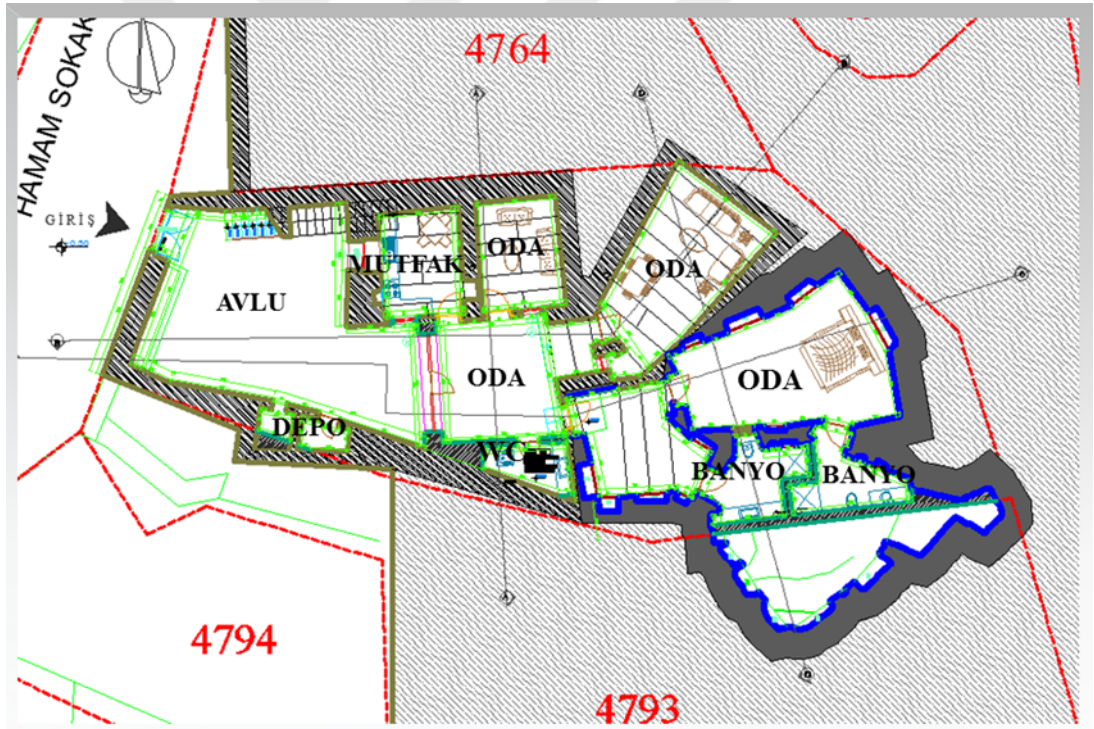 4764
HAMAM SOKAK
GİRİŞ
AVLU
MUTFAK
ODA
ODA
ODA
ODA
DEPO
WC
BANYO
BANYO
4794
4793